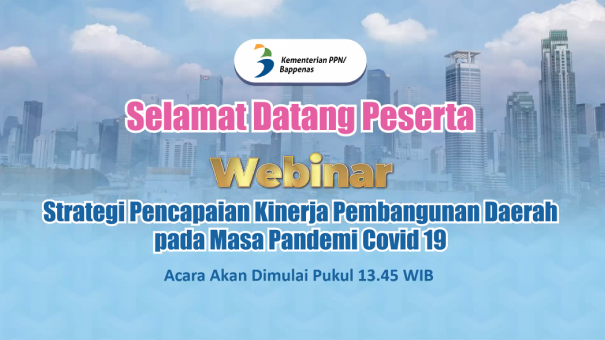 Kementerian PPN/
Bappenas
Selamat Datang Peserta
Webinar
Strategi Pencapaian Kinerja Pembangunan Daerah
pada Masa Pandemi Covid 19
Acara Akan Dimulai Pukul 13.45 WIB